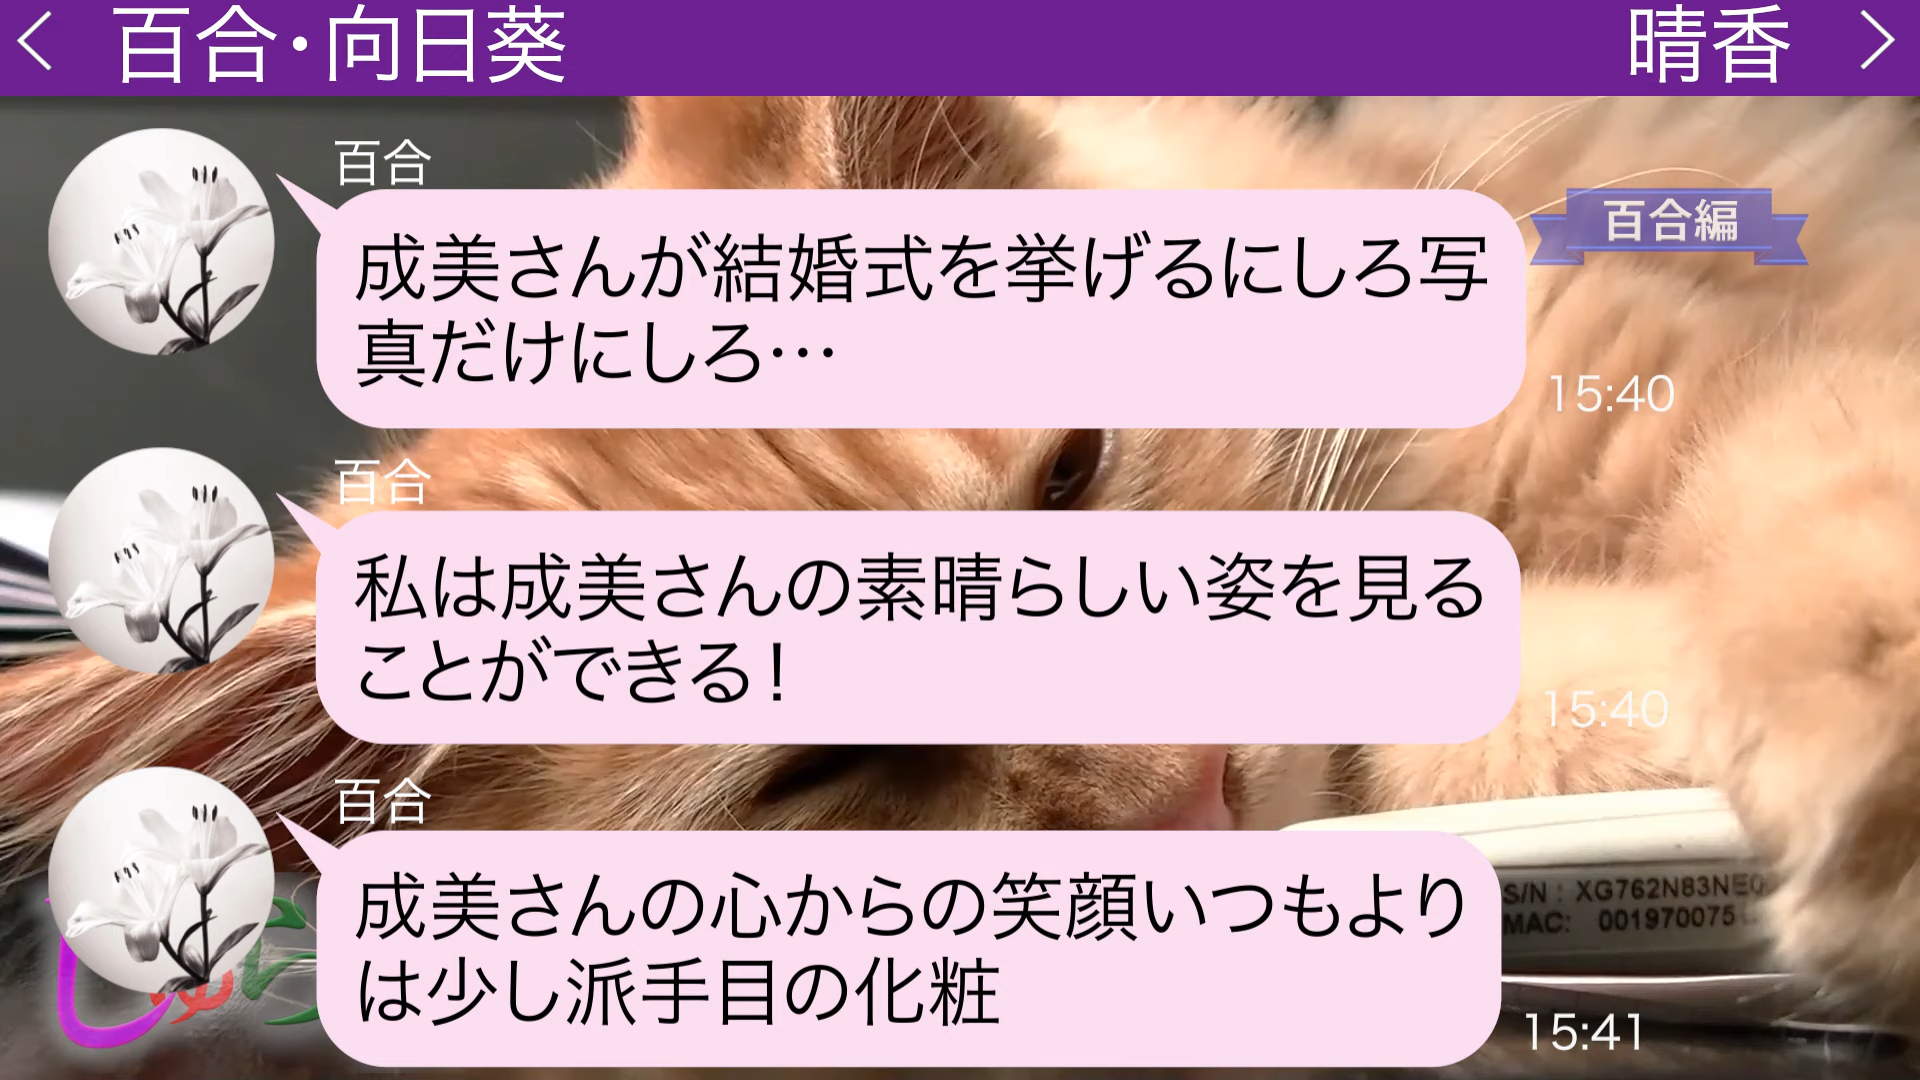 百合・向日葵
晴香
百合
成美さんが結婚式を挙げるにしろ写
真だけにしろ…
百合編
15:40
百合
私は成美さんの素晴らしい姿を見る
ことができる！
15:40
百合
成美さんの心からの笑顔いつもより
は少し派手目の化粧
S/N : XG762N83NE0
MAC: 001970075
15:41